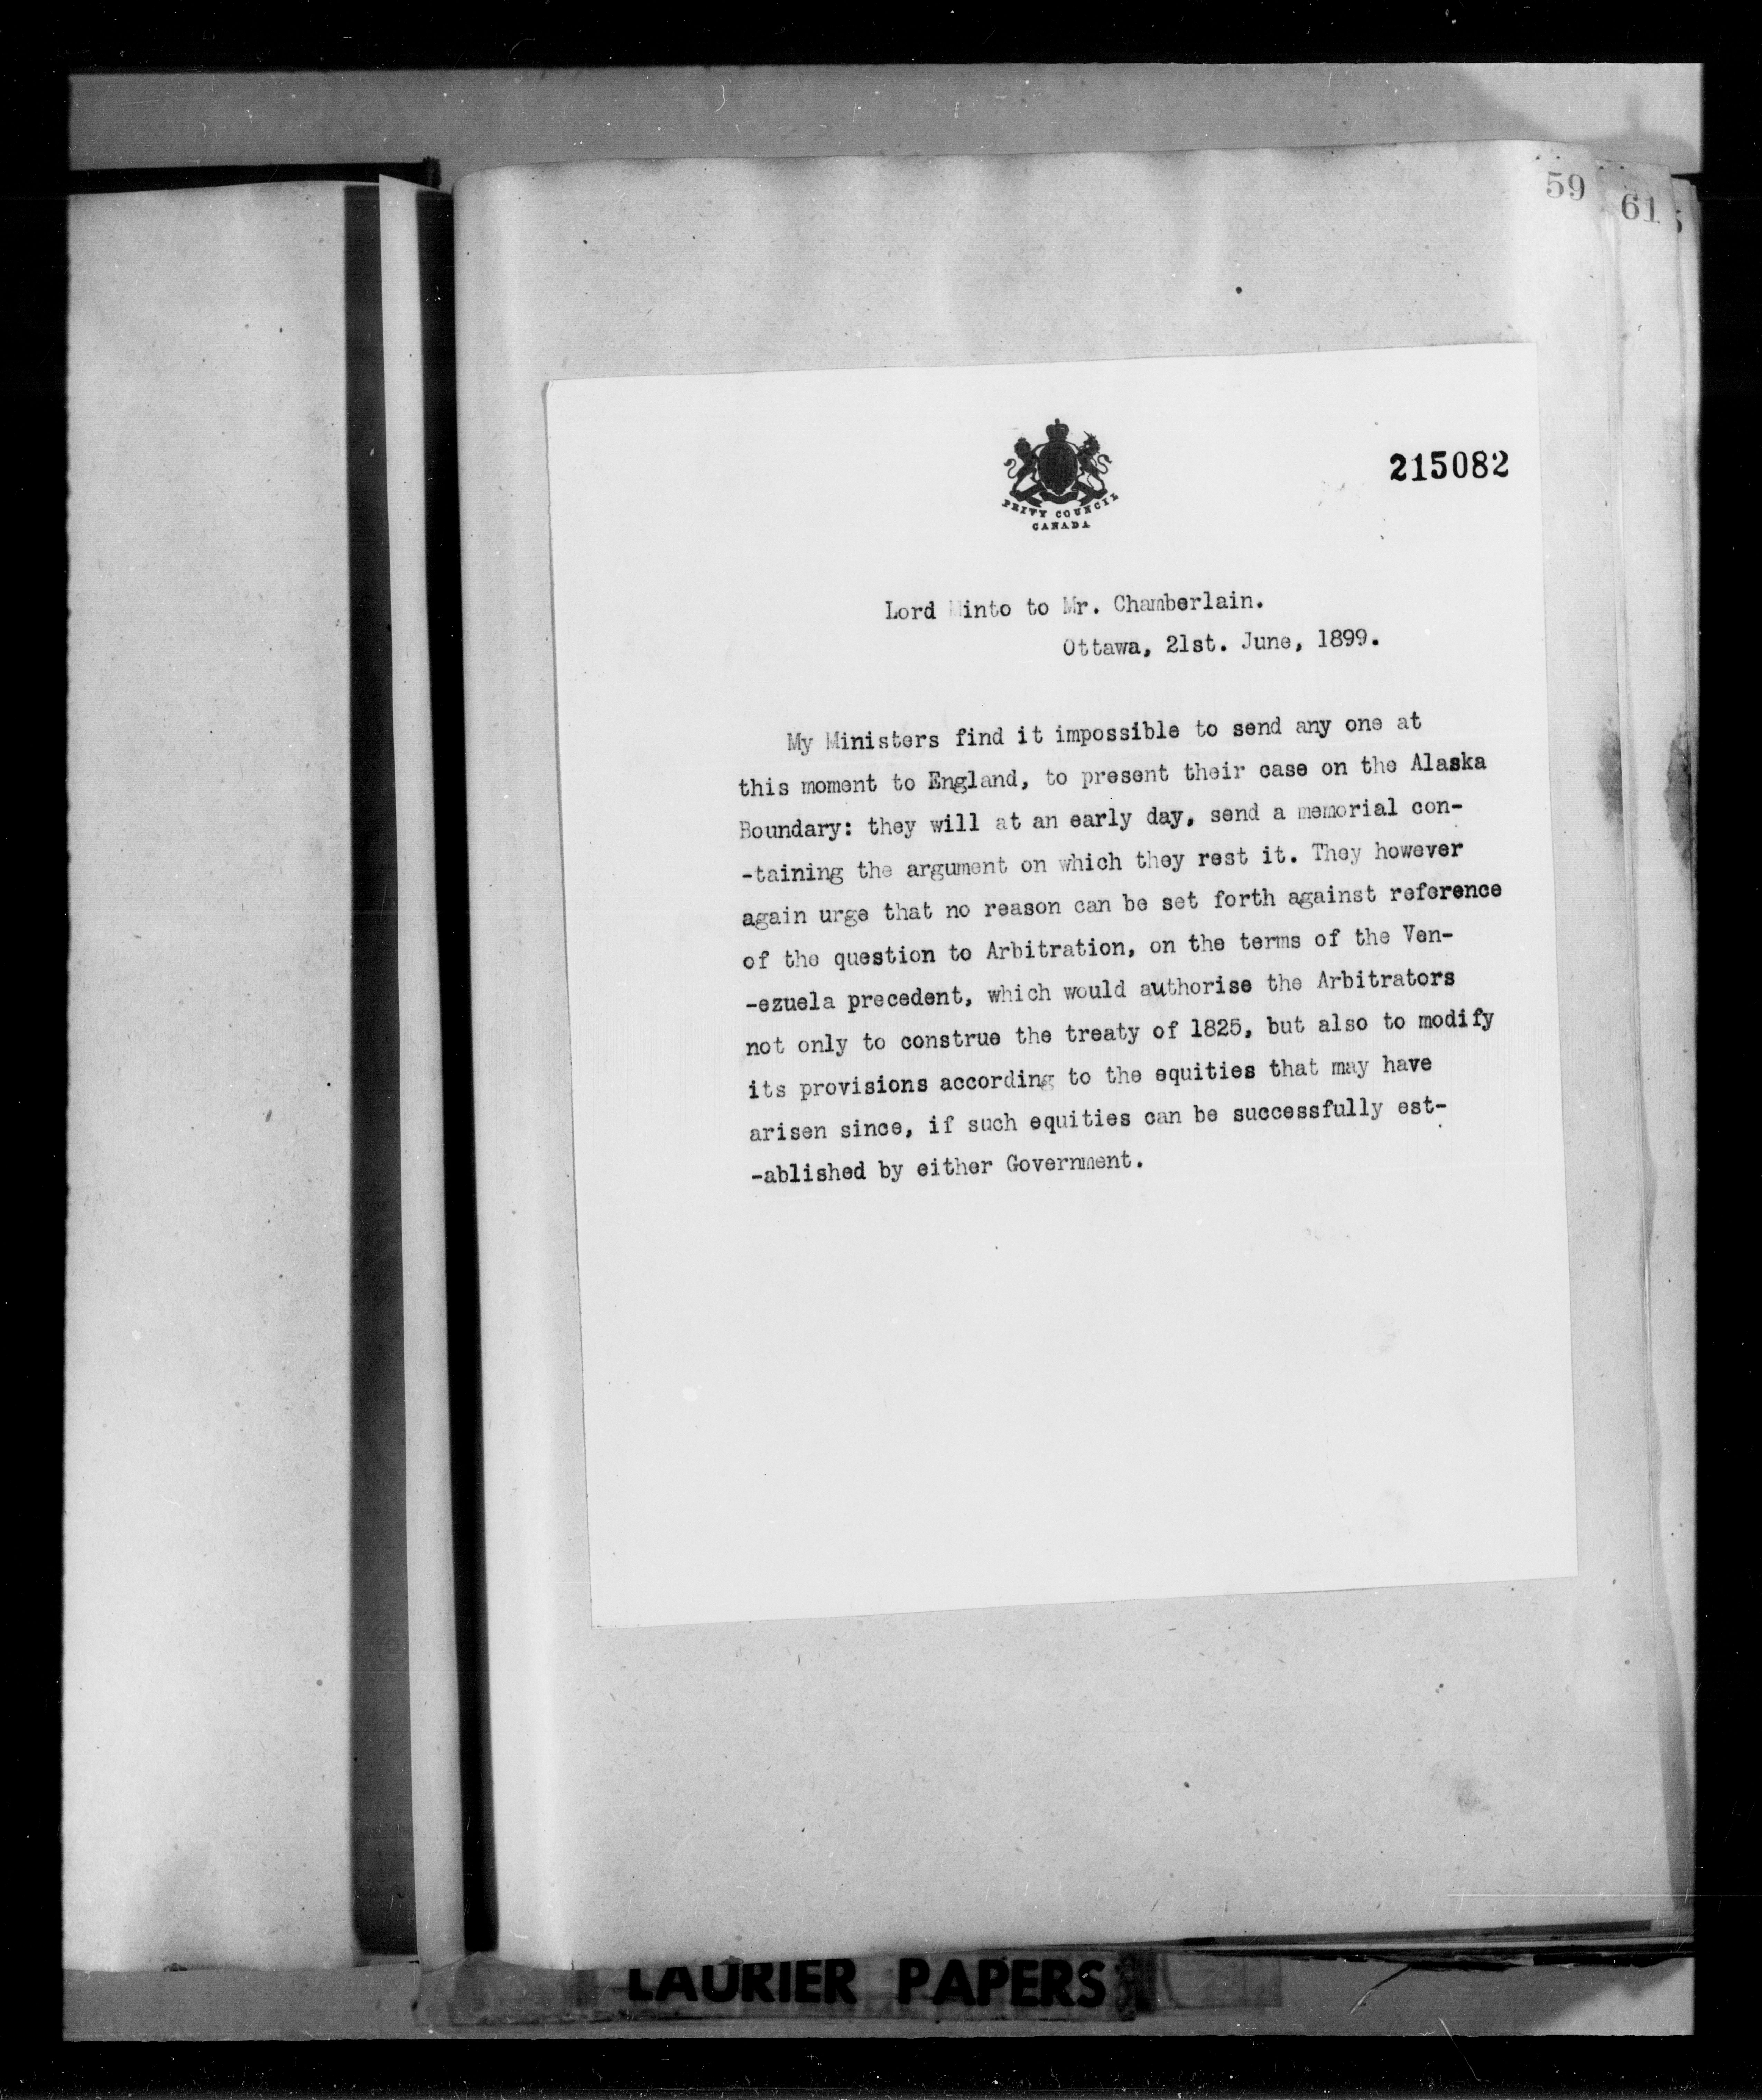 59
61
215082
PRIVY COUNCIL
CANADA
Lord Minto to Mr. Chamberlain.
Ottawa, 21st. June, 1899.
My Ministers find it impossible to send any one at
this moment to England, to present their case on the Alaska
Boundary: they will at an early day, send a memorial con-
-taining the argument on which they rest it. They however
again urge that no reason can be set forth against reference
of the question to Arbitration, on the terms of the Ven-
-ezuela precedent, which would authorise the Arbitrators
not only to construe the treaty of 1825, but also to modify
its provisions according to the equities that may have
arisen since, if such equities can be successfully est-
-ablished by either Government.
LAURIER PAPERS